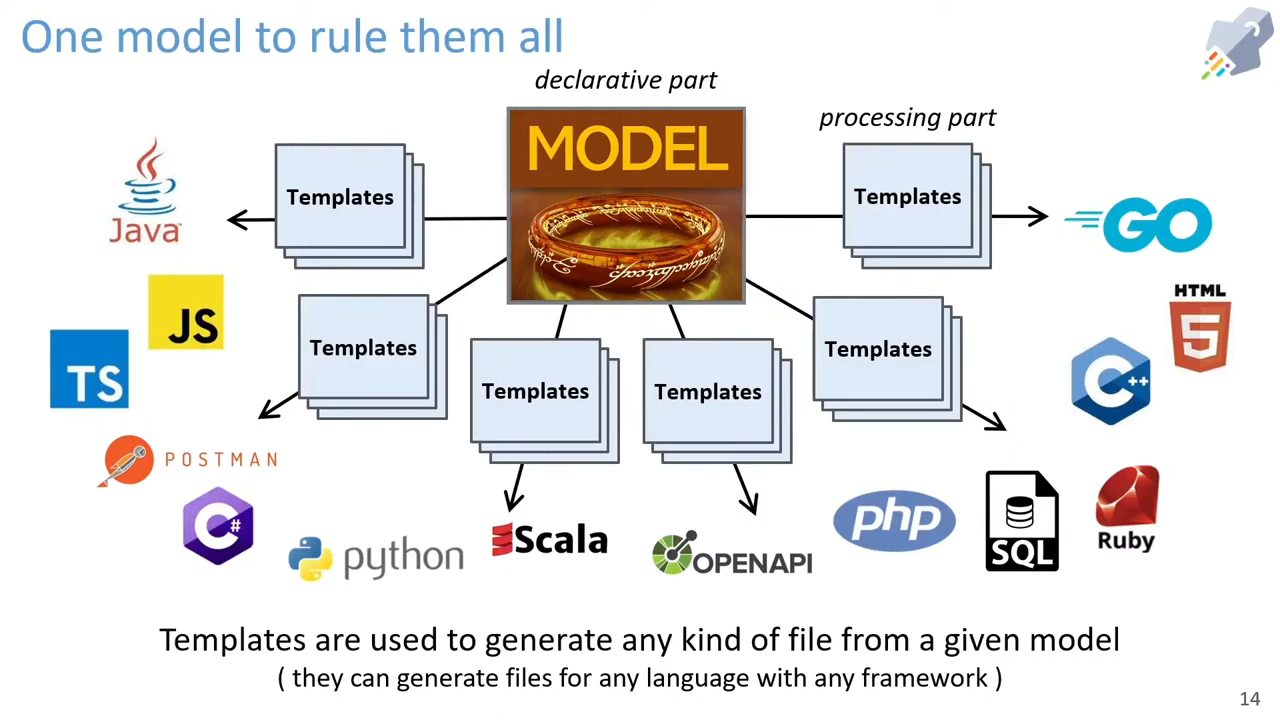 One model to rule them all
declarative part
processing part
MODEL
Templates
Templates
Java™
GO
JS
HTML
5
TS
Templates
Templates
C++
Templates
Templates
POSTMAN
C#
python
Scala
OPENAPI
php
SQL
Ruby
Templates are used to generate any kind of file from a given model
( they can generate files for any language with any framework )
14